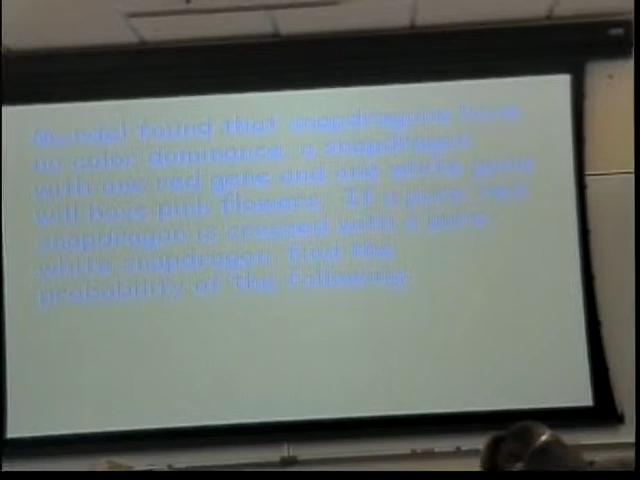 Mendel found that snapdragons have
no color dominance, a snapdragon
with one red gene and one white gene
will have pink flowers. If a pure red
snapdragon is crossed with a pure
white snapdragon, find the
probability of the following